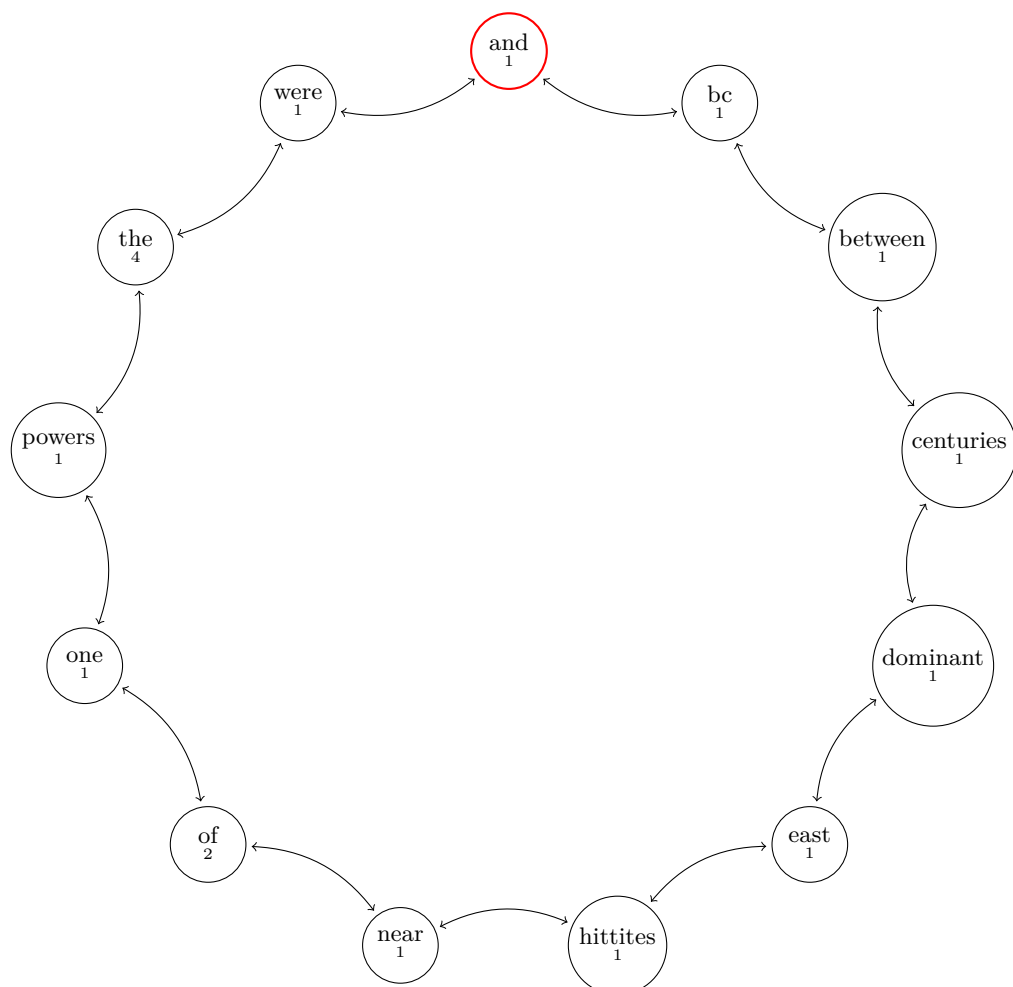 and
1
bc
1
between
1
centuries
1
dominant
1
east
1
hittites
1
near
1
of
2
one
1
powers
1
the
4
were
1